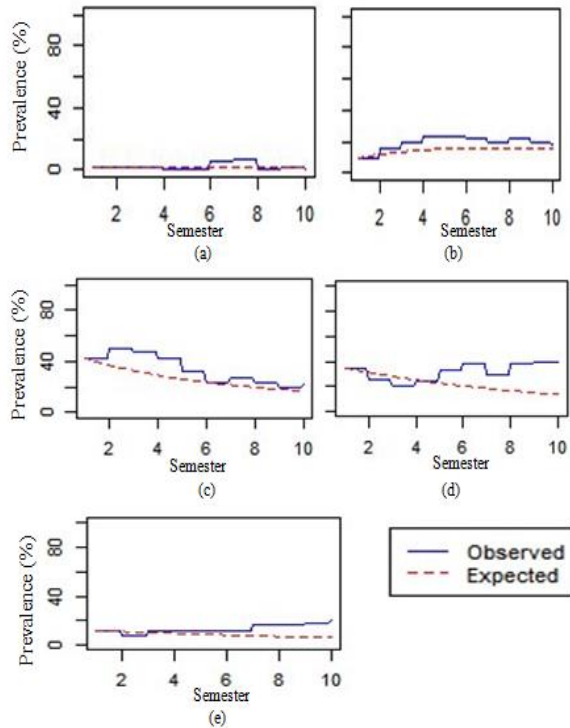 Prevalence (%)
0 40 80
2 4 6 8 10
Semester
(a)
2 4 6 8 10
Semester
(b)
Prevalence (%)
0 40 80
2 4 6 8 10
Semester
(c)
2 4 6 8 10
Semester
(d)
Prevalence (%)
0 40 80
2 4 6 8 10
Semester
(e)
Observed
Expected